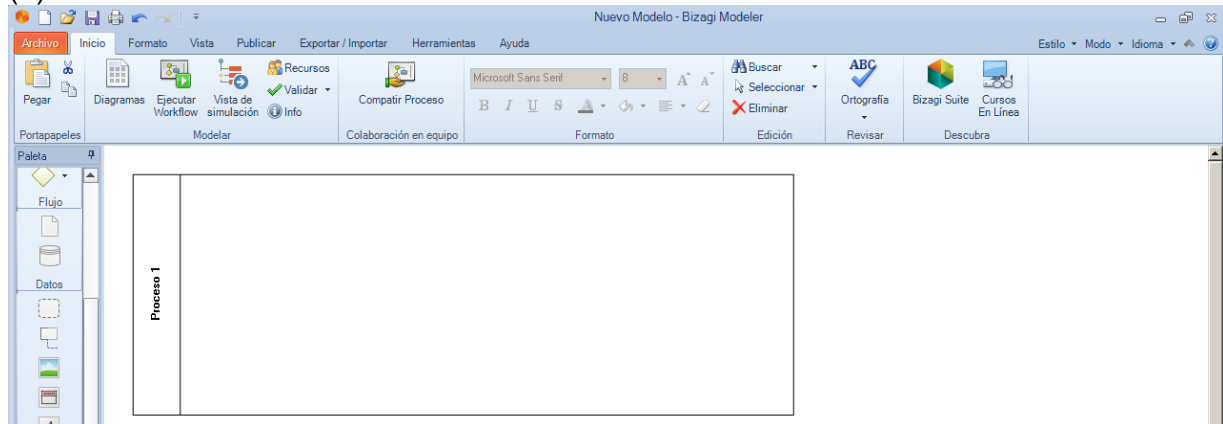 Nuevo Modelo - Bizagi Modeler
Archivo Inicio Formato Vista Publicar Exportar / Importar Herramientas Ayuda Estilo Modo Idioma
Pegar Diagramas Ejecutar Workflow Vista de simulación Recursos Validar Info Compatir Proceso
Microsoft Sans Serif 8 A A
B I U S A
Buscar
Seleccionar
Eliminar
ABC
Ortografía Bizagi Suite Cursos En Línea
Portapapeles Modelar Colaboración en equipo Formato Edición Revisar Descubra
Paleta
Flujo
Datos
Proceso 1